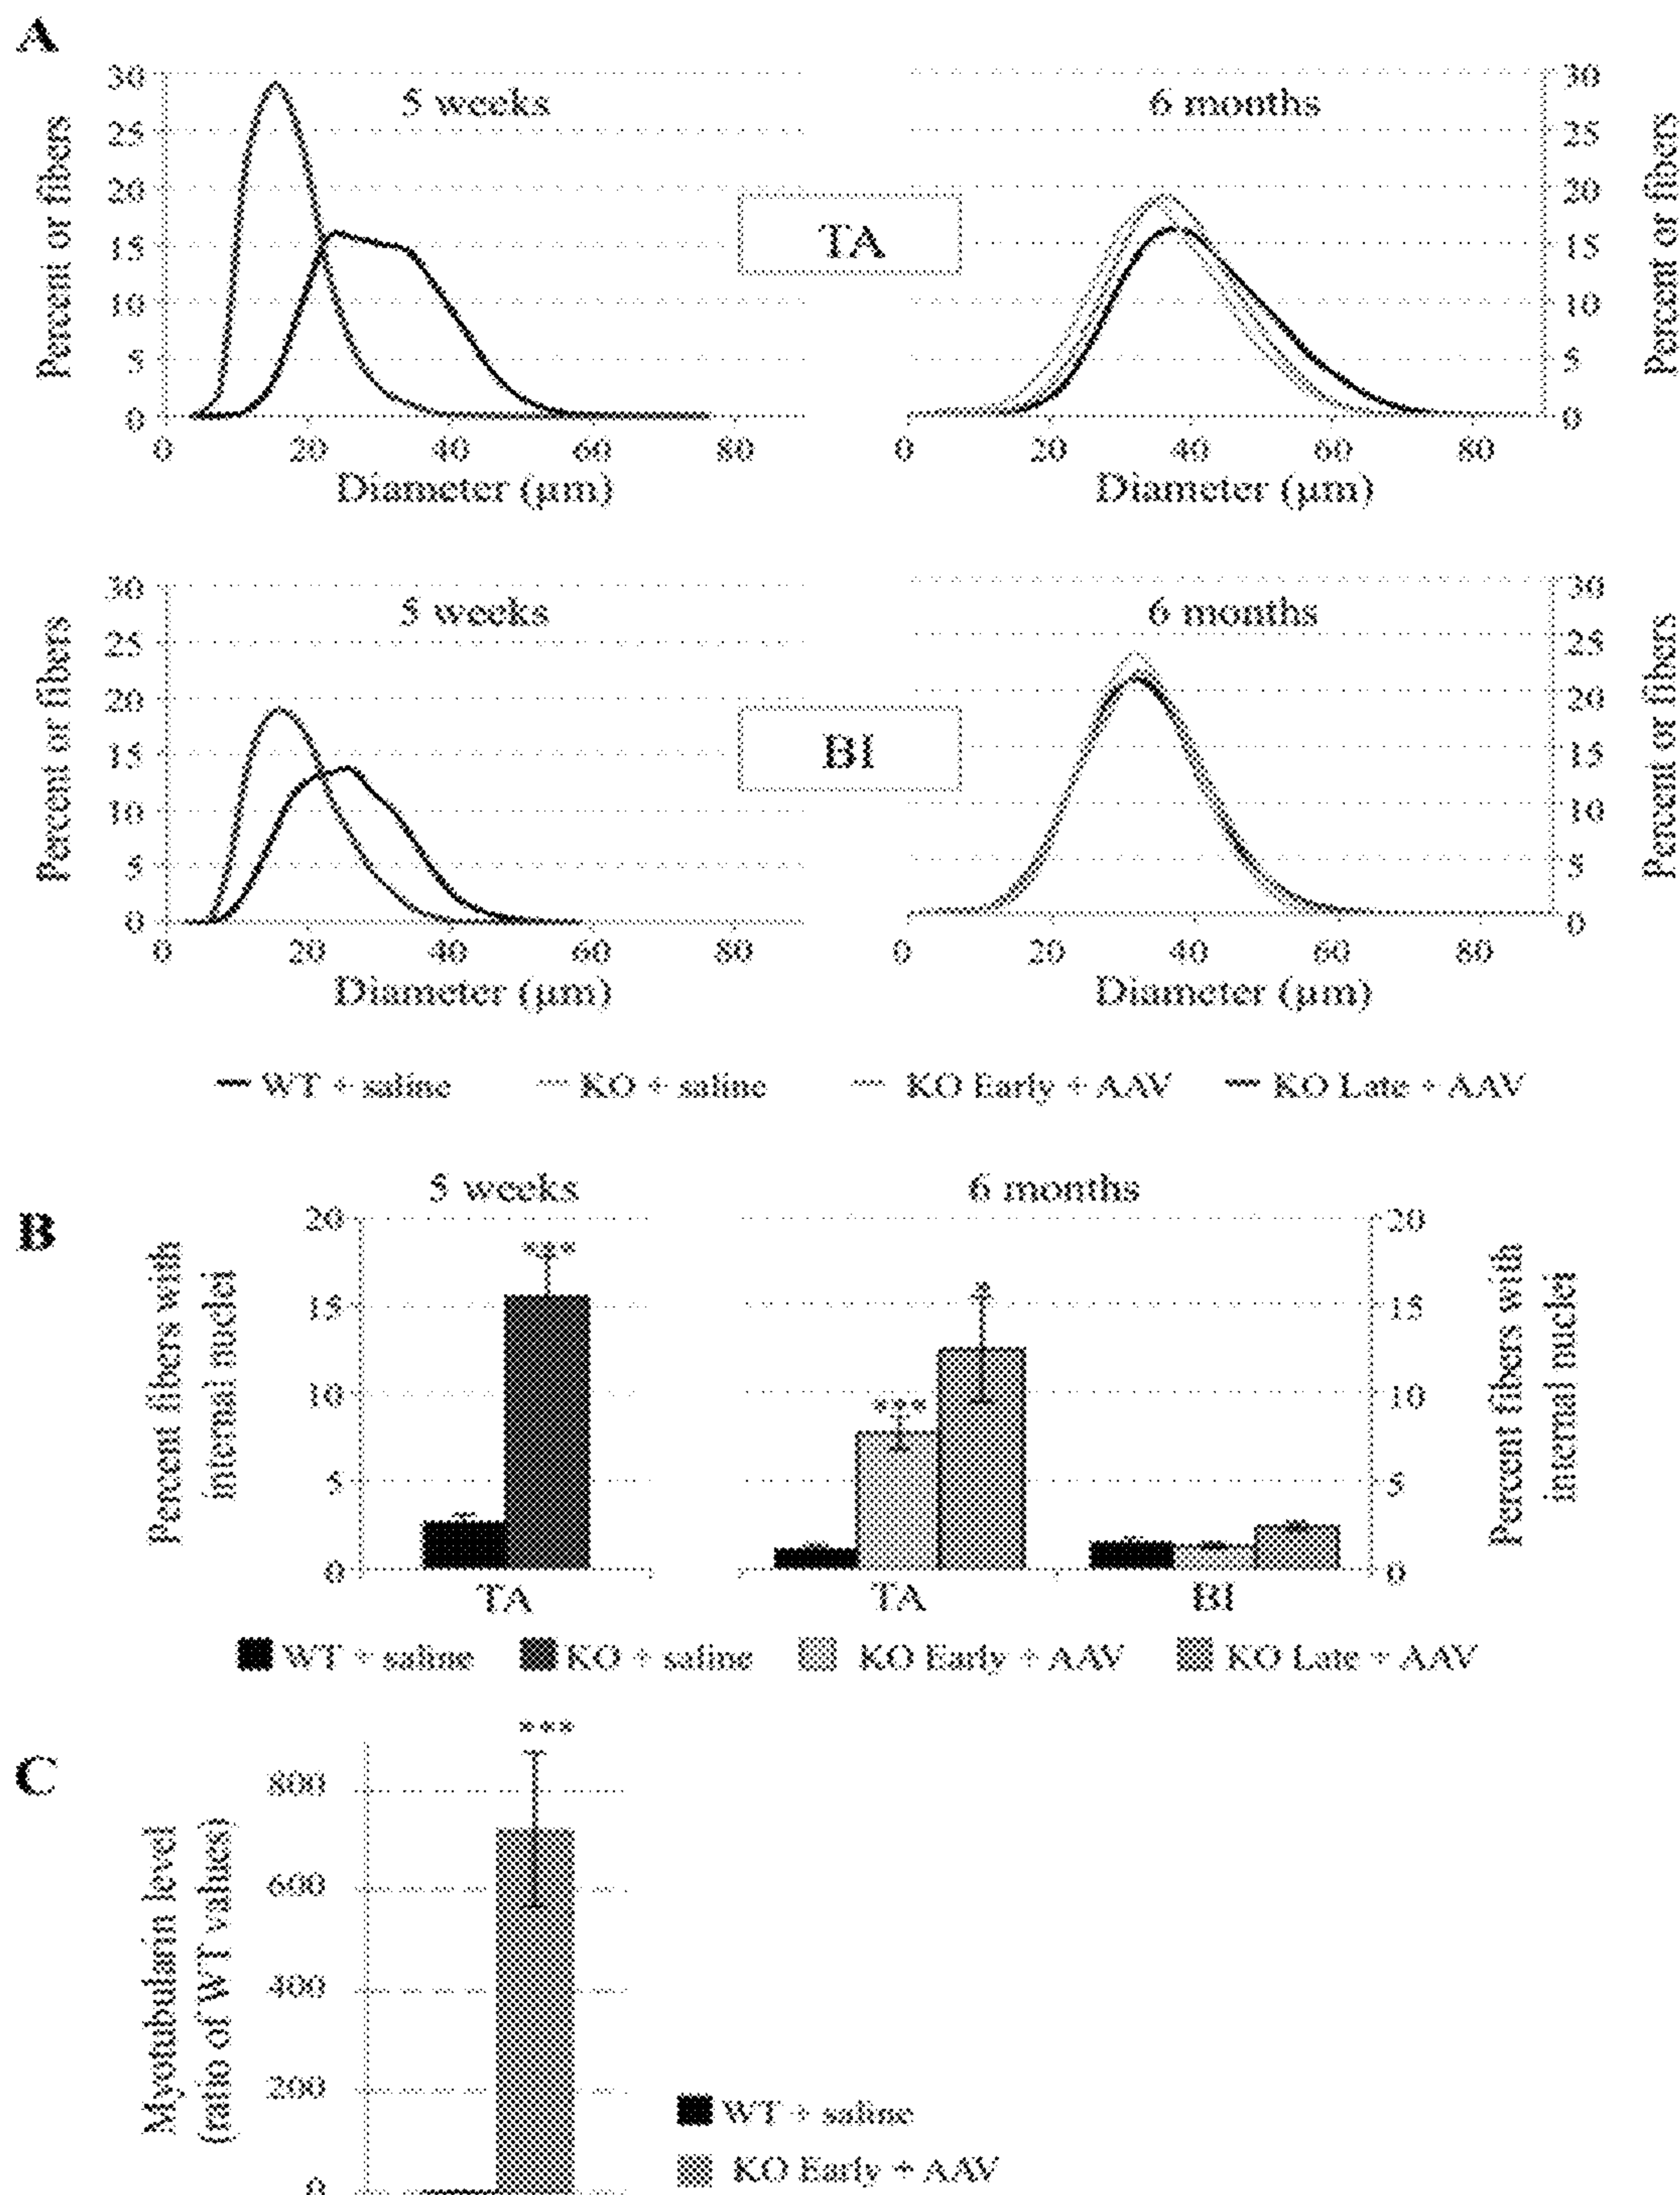 A
30 5 weeks 6 months 30
25 25
20 20
TA
15 15
10 10
5 5
0 0
Percent or fibers
Percent or fibers
0 20 40 60 80 0 20 40 60 80
Diameter (μm) Diameter (μm)
30 5 weeks 6 months 30
25 25
20 20
BI
15 15
10 10
5 5
0 0
Percent or fibers
Percent or fibers
0 20 40 60 80 0 20 40 60 80
Diameter (μm) Diameter (μm)
WT + saline KO + saline KO Early + AAV KO Late + AAV
B
5 weeks 6 months
Percent fibers with
internal nuclei
Percent fibers with
internal nuclei
20 20
*** *
15 15
***
10 10
5 5
0 0
TA TA BI
WT + saline KO + saline KO Early + AAV KO Late + AAV
C
***
Myotubularin level
(ratio of WT values)
800
600
400
200
0
WT + saline
KO Early + AAV